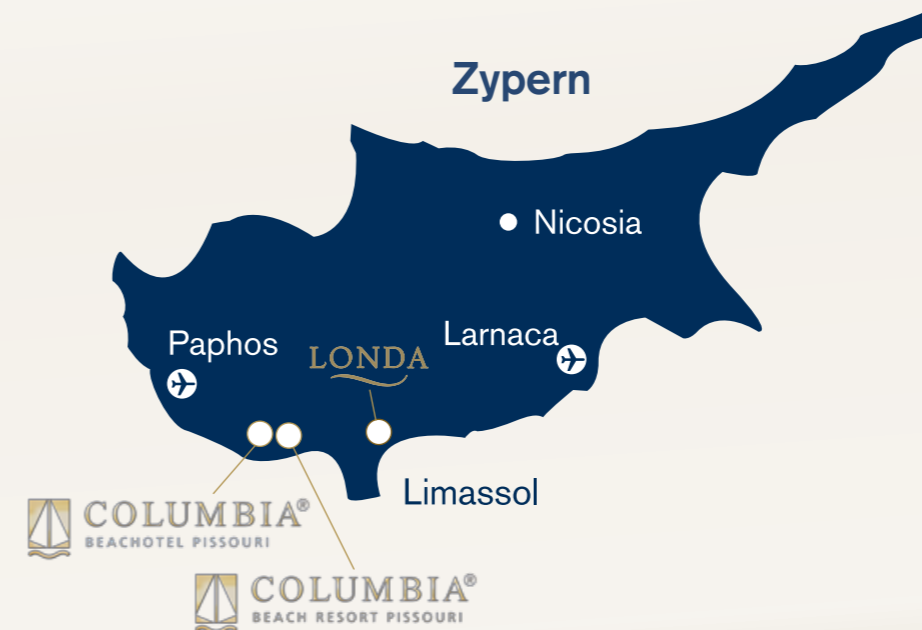 Zypern
Nicosia
Paphos
LONDA
Larnaca
Limassol
COLUMBIA®
BEACHOTEL PISSOURI
COLUMBIA®
BEACH RESORT PISSOURI